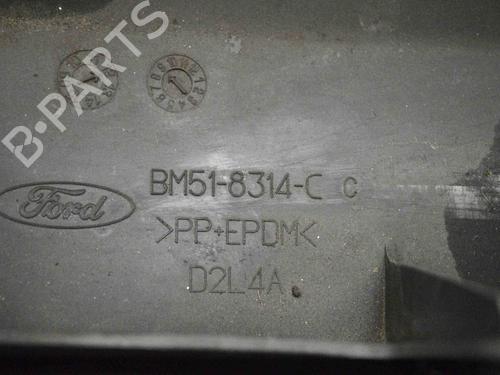 B-PARTS
BM51-8314-C C
Ford
>PP+EPDM<
D2L4A